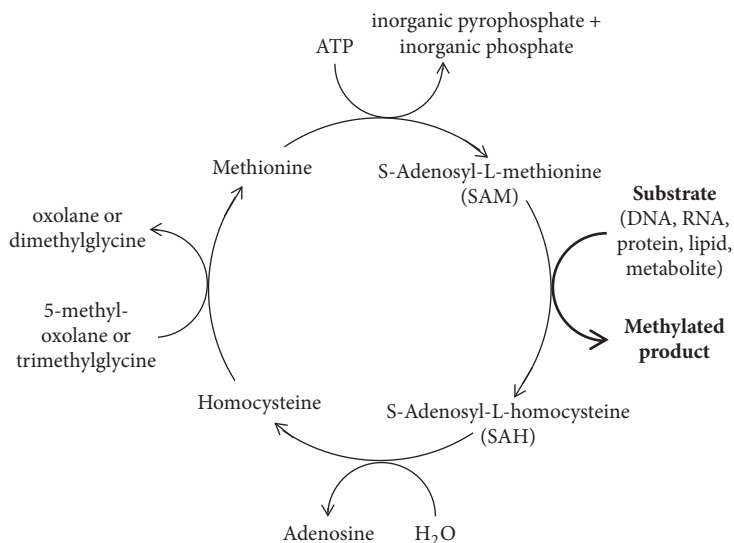 inorganic pyrophosphate +
inorganic phosphate
ATP
Methionine
S-Adenosyl-L-methionine
(SAM)
Substrate
(DNA, RNA,
protein, lipid,
metabolite)
oxolane or
dimethylglycine
5-methyl-
oxolane or
trimethylglycine
Methylated
product
Homocysteine
S-Adenosyl-L-homocysteine
(SAH)
Adenosine
H₂O